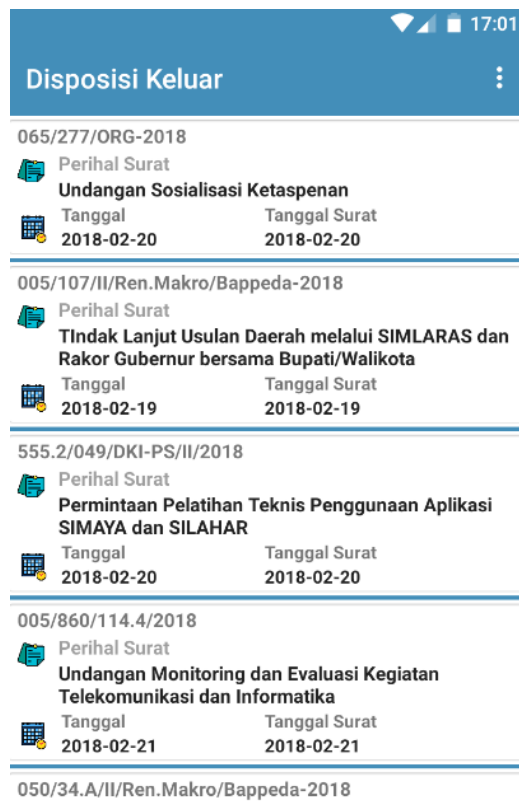 17:01
Disposisi Keluar
065/277/ORG-2018
Perihal Surat
Undangan Sosialisasi Ketaspenan
Tanggal Tanggal Surat
2018-02-20 2018-02-20
005/107/II/Ren.Makro/Bappeda-2018
Perihal Surat
TIndak Lanjut Usulan Daerah melalui SIMLARAS dan
Rakor Gubernur bersama Bupati/Walikota
Tanggal Tanggal Surat
2018-02-19 2018-02-19
555.2/049/DKI-PS/II/2018
Perihal Surat
Permintaan Pelatihan Teknis Penggunaan Aplikasi
SIMAYA dan SILAHAR
Tanggal Tanggal Surat
2018-02-20 2018-02-20
005/860/114.4/2018
Perihal Surat
Undangan Monitoring dan Evaluasi Kegiatan
Telekomunikasi dan Informatika
Tanggal Tanggal Surat
2018-02-21 2018-02-21
050/34.A/II/Ren.Makro/Bappeda-2018